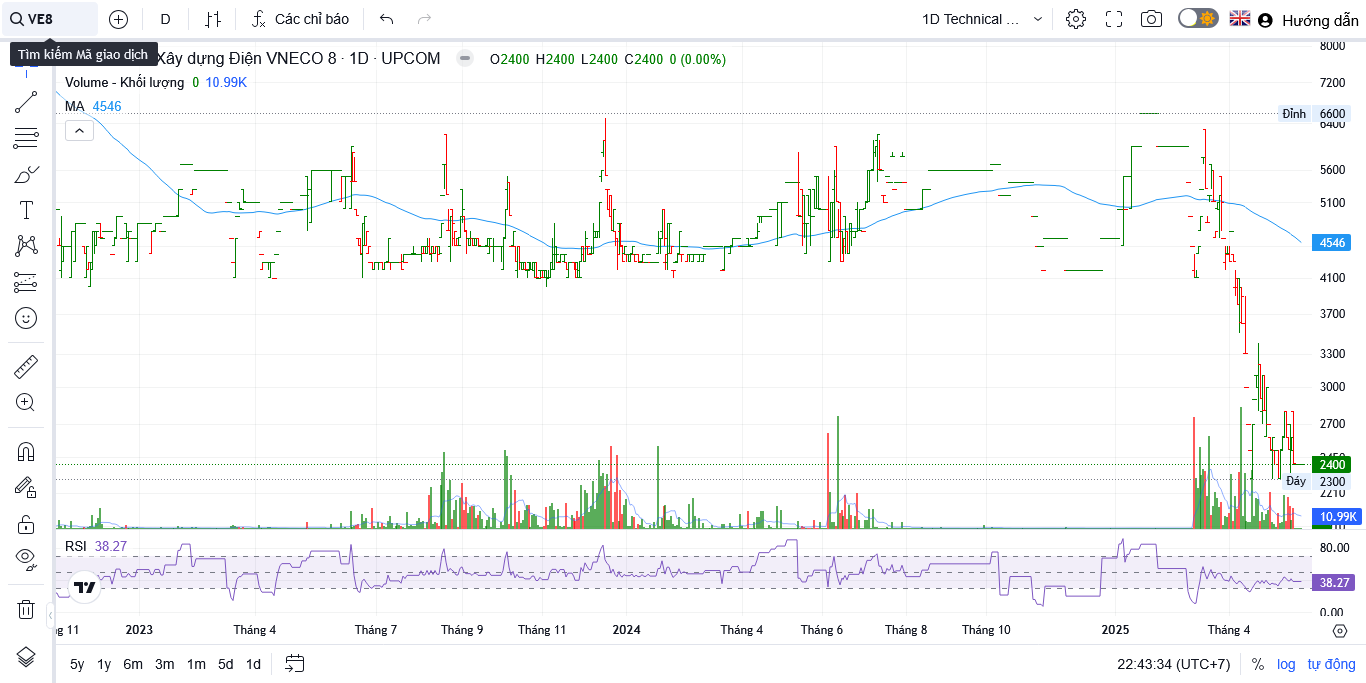 VE8
D
Các chỉ báo
1D Technical ...
Hướng dẫn
Tìm kiếm Mã giao dịch
Xây dựng Điện VNECO 8 · 1D · UPCOM
O2400 H2400 L2400 C2400 0 (0.00%)
Volume - Khối lượng 0 10.99K
MA 4546
8000
7200
Đỉnh 6600
6400
5600
5100
4546
4100
3700
3300
3000
2700
2400
Đáy 2300
2210
10.99K
RSI 38.27
80.00
38.27
0.00
ng 11 2023 Tháng 4 Tháng 7 Tháng 9 Tháng 11 2024 Tháng 4 Tháng 6 Tháng 8 Tháng 10 2025 Tháng 4
5y 1y 6m 3m 1m 5d 1d
22:43:34 (UTC+7) % log tự động